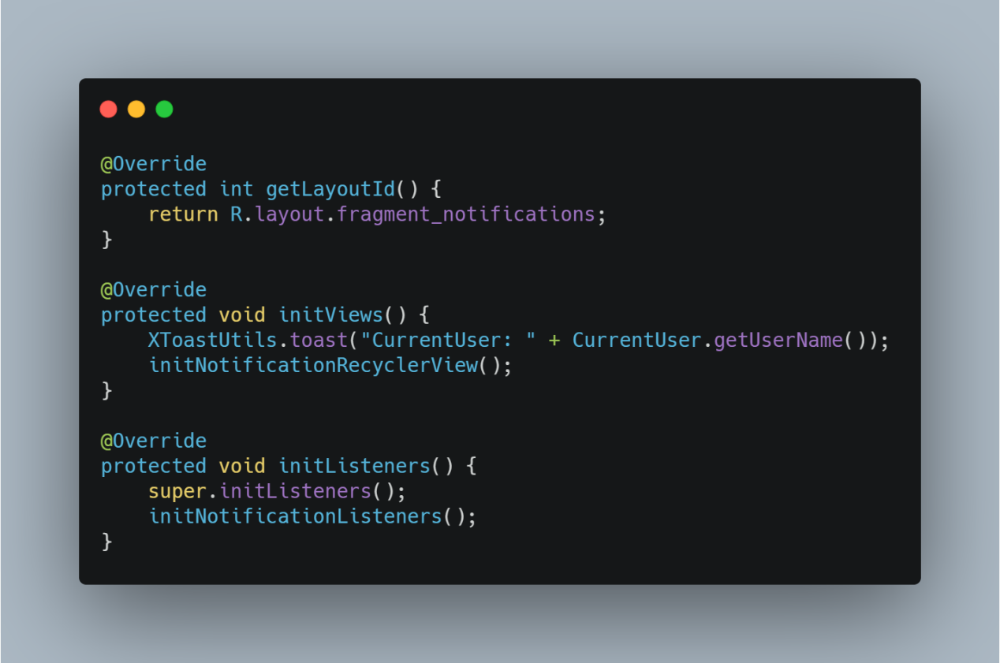 @Override
protected int getLayoutId() {
    return R.layout.fragment_notifications;
}

@Override
protected void initViews() {
    XToastUtils.toast("CurrentUser: " + CurrentUser.getUserName());
    initNotificationRecyclerView();
}

@Override
protected void initListeners() {
    super.initListeners();
    initNotificationListeners();
}